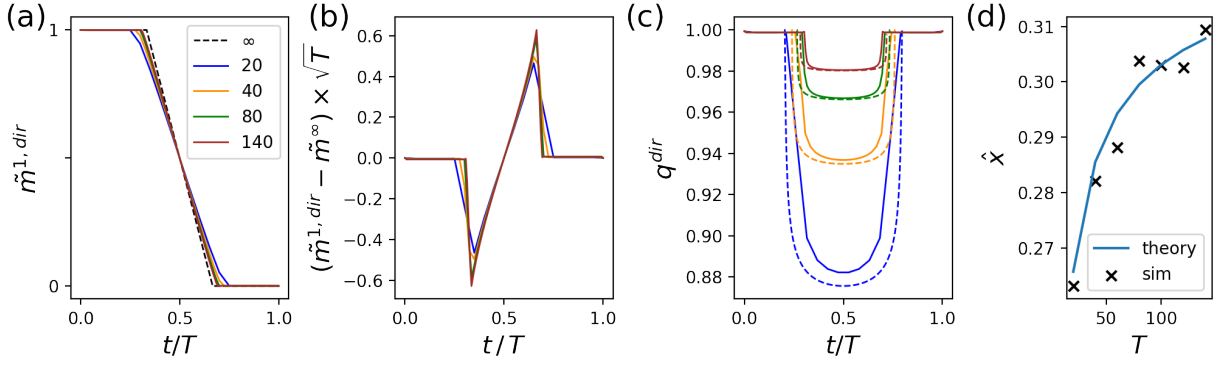 (a)
1
0
m̃^{1,dir}
0.0 0.5 1.0
t/T
∞
20
40
80
140
(b)
0.6
0.4
0.2
0.0
−0.2
−0.4
−0.6
(m̃^{1,dir} − m̃^∞) × √T
0.0 0.5 1.0
t/T
(c)
1.00
0.98
0.96
0.94
0.92
0.90
0.88
q^{dir}
0.0 0.5 1.0
t/T
(d)
0.31
0.30
0.29
0.28
0.27
x̂
50 100
T
theory
sim